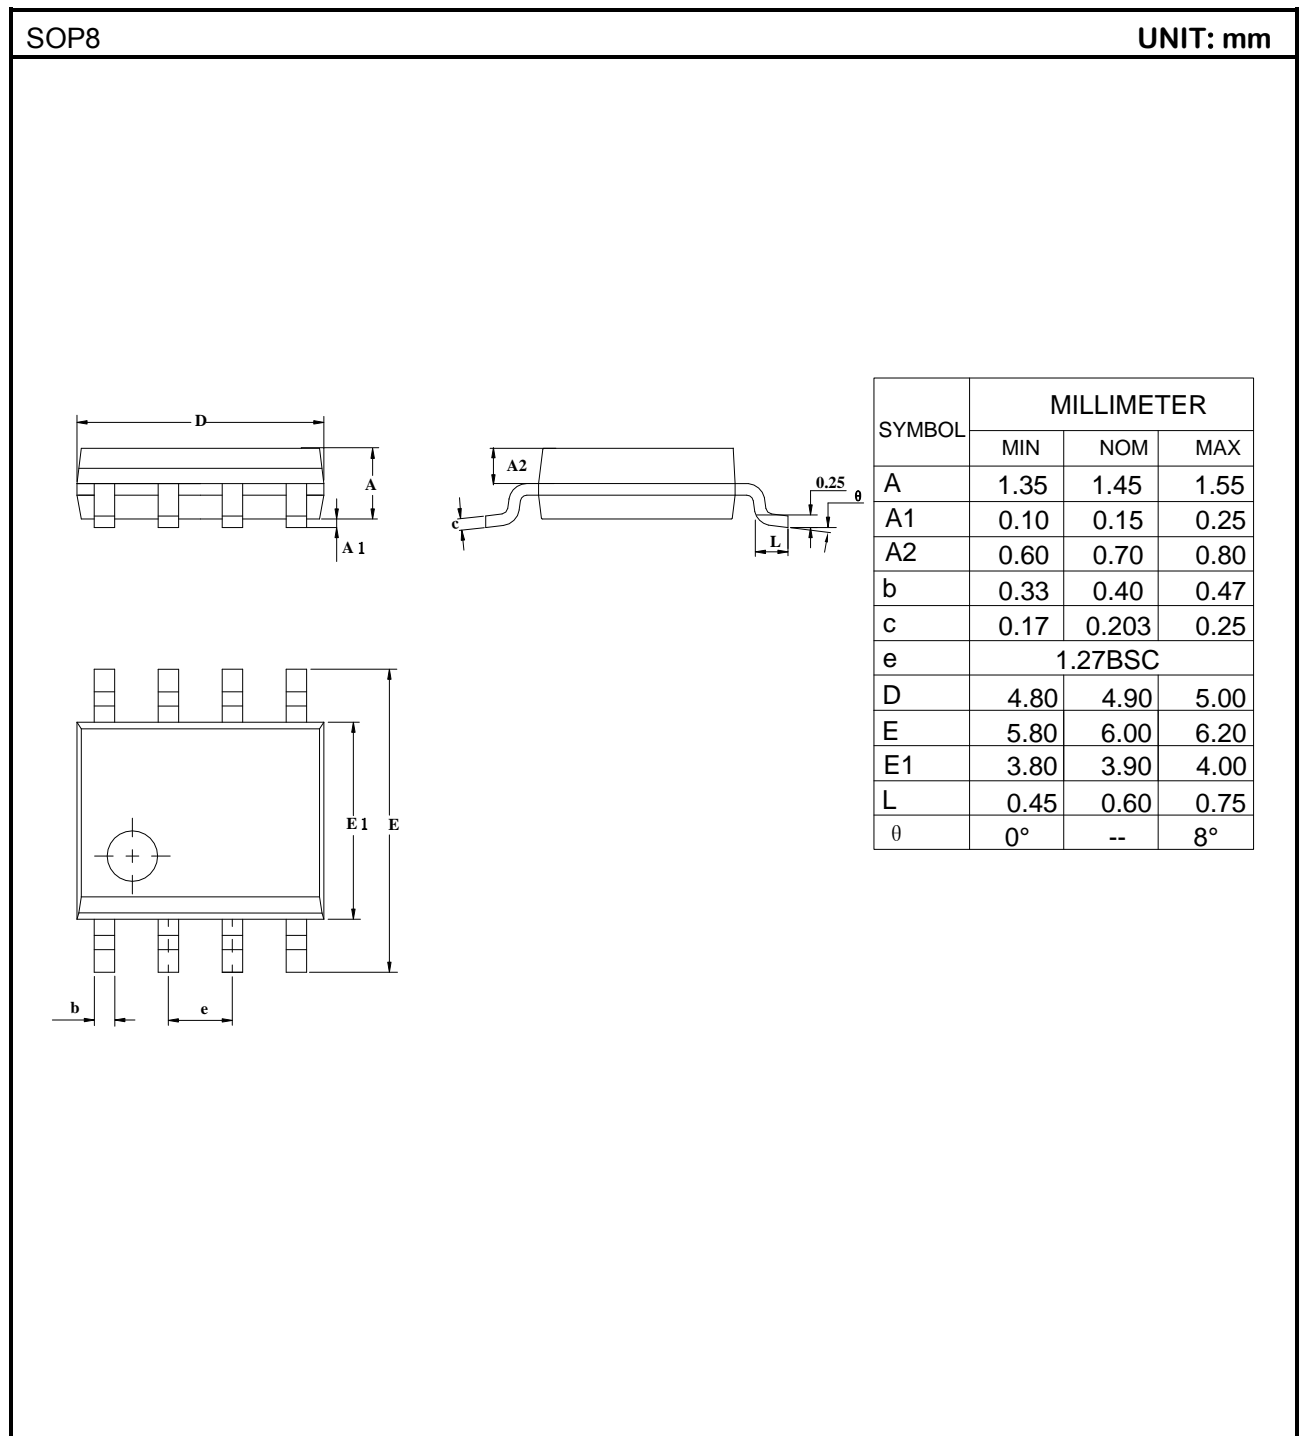 SOP8 UNIT: mm
D
A
A1
A2
c
0.25
θ
L
SYMBOL MILLIMETER
MIN NOM MAX
A 1.35 1.45 1.55
A1 0.10 0.15 0.25
A2 0.60 0.70 0.80
b 0.33 0.40 0.47
c 0.17 0.203 0.25
e 1.27BSC
D 4.80 4.90 5.00
E 5.80 6.00 6.20
E1 3.80 3.90 4.00
L 0.45 0.60 0.75
θ 0° -- 8°
E1 E
b e